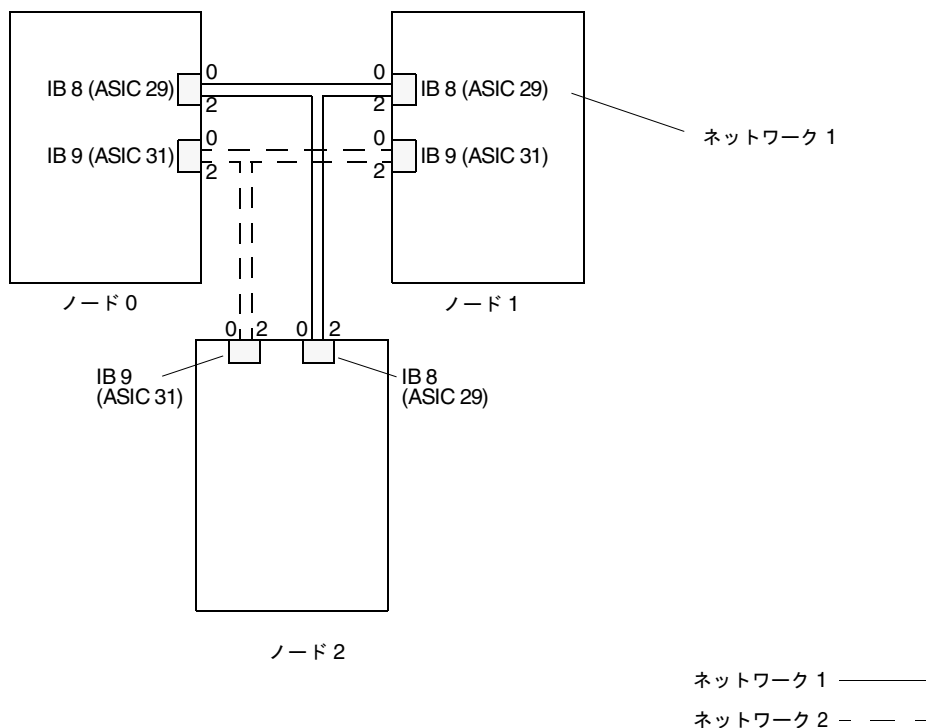 0
0
IB 8 (ASIC 29)
IB 8 (ASIC 29)
2
2
0
0
ネットワーク 1
IB 9 (ASIC 31)
IB 9 (ASIC 31)
2
2
ノード 0
ノード 1
0 2 0 2
IB 9
(ASIC 31)
IB 8
(ASIC 29)
ノード 2
ネットワーク 1
ネットワーク 2